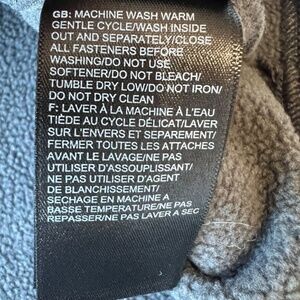 GB: MACHINE WASH WARM
GENTLE CYCLE/WASH INSIDE
OUT AND SEPARATELY/CLOSE
ALL FASTENERS BEFORE
WASHING/DO NOT USE
SOFTENER/DO NOT BLEACH/
TUMBLE DRY LOW/DO NOT IRON/
DO NOT DRY CLEAN
F: LAVER À LA MACHINE À L'EAU
TIÈDE AU CYCLE DÉLICAT/LAVER
SUR L'ENVERS ET SEPAREMENT/
FERMER TOUTES LES ATTACHES
AVANT LE LAVAGE/NE PAS
UTILISER D'ASSOUPLISSANT/
NE PAS UTILISER D'AGENT
DE BLANCHISSEMENT/
SECHAGE EN MACHINE A
BASSE TEMPERATURE/NE PAS
REPASSER/NE PAS LAVER A SEC